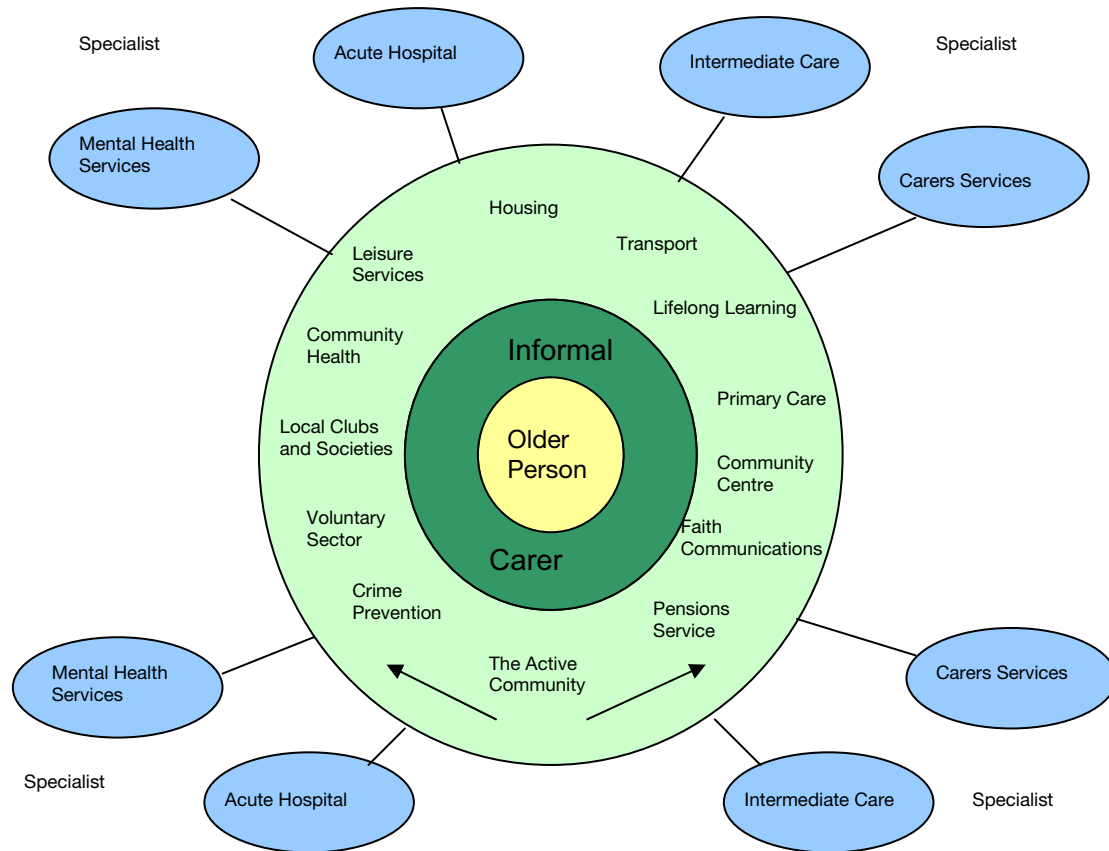 Specialist
Acute Hospital
Intermediate Care
Specialist
Mental Health
Services
Carers Services
Housing
Transport
Leisure
Services
Lifelong Learning
Community
Health
Informal
Primary Care
Local Clubs
and Societies
Older
Person
Community
Centre
Voluntary
Sector
Faith
Communications
Carer
Crime
Prevention
Pensions
Service
The Active
Community
Mental Health
Services
Carers Services
Specialist
Acute Hospital
Intermediate Care
Specialist